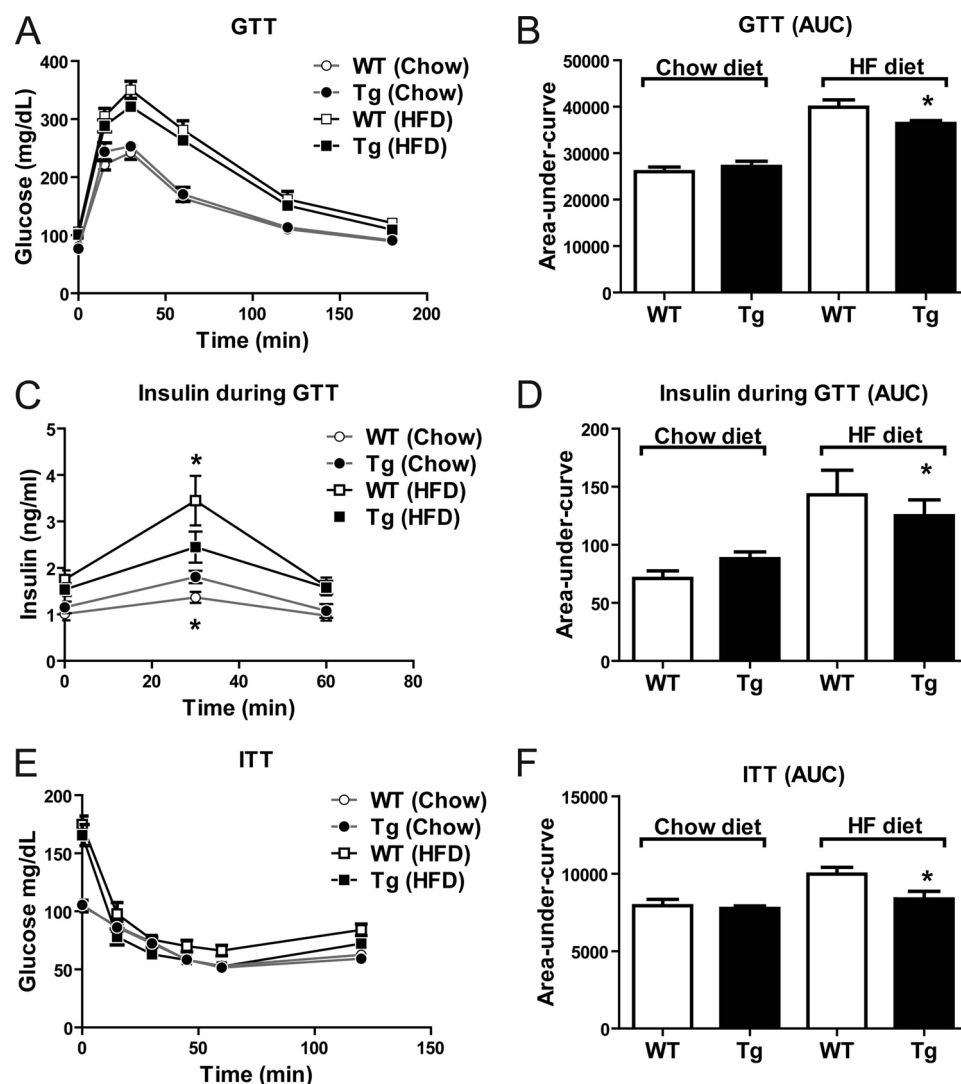 A
GTT
Glucose (mg/dL)
400
300
200
100
0
0
50
100
150
200
Time (min)
WT (Chow)
Tg (Chow)
WT (HFD)
Tg (HFD)
B
GTT (AUC)
Area-under-curve
50000
40000
30000
20000
10000
0
Chow diet
HF diet
*
WT
Tg
WT
Tg
C
Insulin during GTT
Insulin (ng/ml)
5
4
3
2
1
0
*
*
0
20
40
60
80
Time (min)
WT (Chow)
Tg (Chow)
WT (HFD)
Tg (HFD)
D
Insulin during GTT (AUC)
Area-under-curve
200
150
100
50
0
Chow diet
HF diet
*
WT
Tg
WT
Tg
E
ITT
Glucose mg/dL
200
150
100
50
0
0
50
100
150
Time (min)
WT (Chow)
Tg (Chow)
WT (HFD)
Tg (HFD)
F
ITT (AUC)
Area-under-curve
15000
10000
5000
0
Chow diet
HF diet
*
WT
Tg
WT
Tg